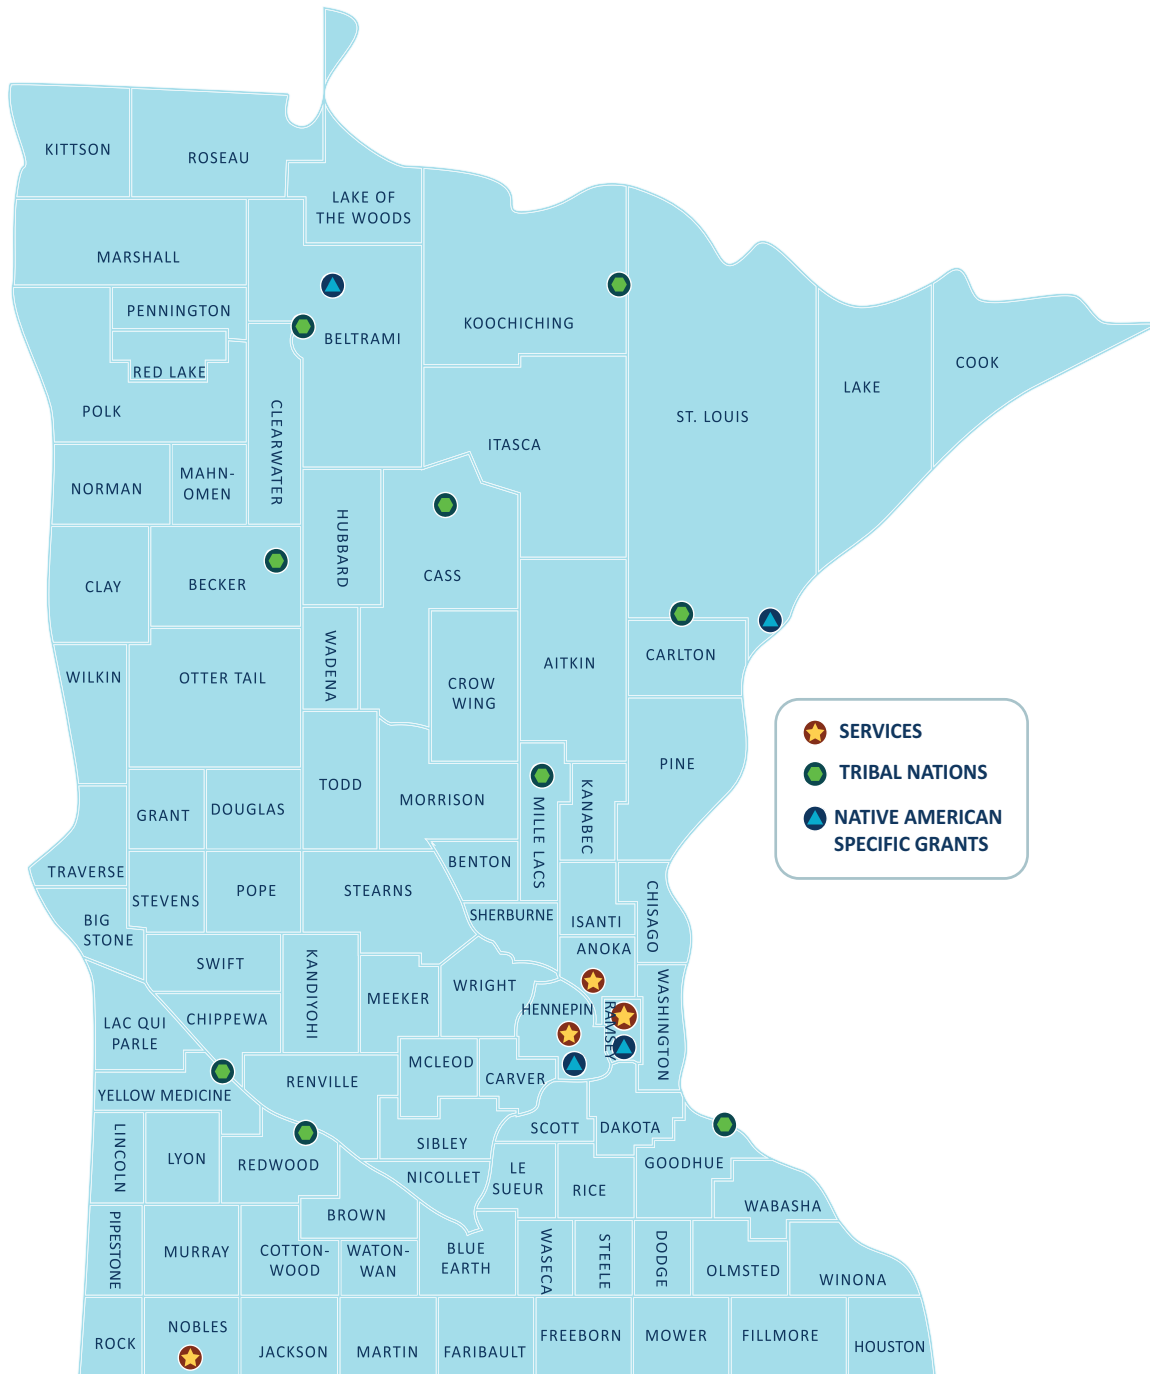 KITTSON
ROSEAU
LAKE OF
THE WOODS
MARSHALL
PENNINGTON
KOOCHICHING
BELTRAMI
RED LAKE
COOK
LAKE
POLK
CLEARWATER
ST. LOUIS
ITASCA
NORMAN
MAHN-
OMEN
HUBBARD
CLAY
BECKER
CASS
WILKIN
OTTER TAIL
WADENA
CROW
WING
AITKIN
CARLTON
SERVICES
TRIBAL NATIONS
NATIVE AMERICAN
SPECIFIC GRANTS
PINE
GRANT
DOUGLAS
TODD
MORRISON
MILLE LACS
KANABEC
TRAVERSE
STEVENS
POPE
STEARNS
BENTON
SHERBURNE
ISANTI
CHISAGO
BIG
STONE
SWIFT
KANDIYOHI
MEEKER
WRIGHT
ANOKA
HENNEPIN
RAMSEY
WASHINGTON
LAC QUI
PARLE
CHIPPEWA
YELLOW MEDICINE
RENVILLE
MCLEOD
CARVER
LINCOLN
LYON
REDWOOD
SIBLEY
SCOTT
DAKOTA
NICOLLET
LE
SUEUR
RICE
GOODHUE
WABASHA
PIPESTONE
MURRAY
COTTON-
WOOD
BROWN
WATON-
WAN
BLUE
EARTH
WASECA
STEELE
DODGE
OLMSTED
WINONA
ROCK
NOBLES
JACKSON
MARTIN
FARIBAULT
FREEBORN
MOWER
FILLMORE
HOUSTON